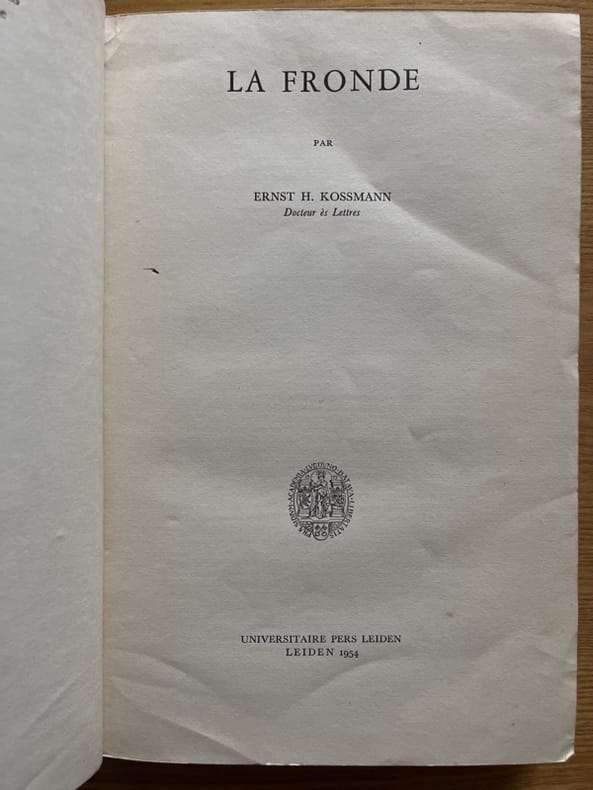 LA FRONDE
PAR
ERNST H. KOSSMANN
Docteur ès Lettres
UNIVERSITAIRE PERS LEIDEN
LEIDEN 1954